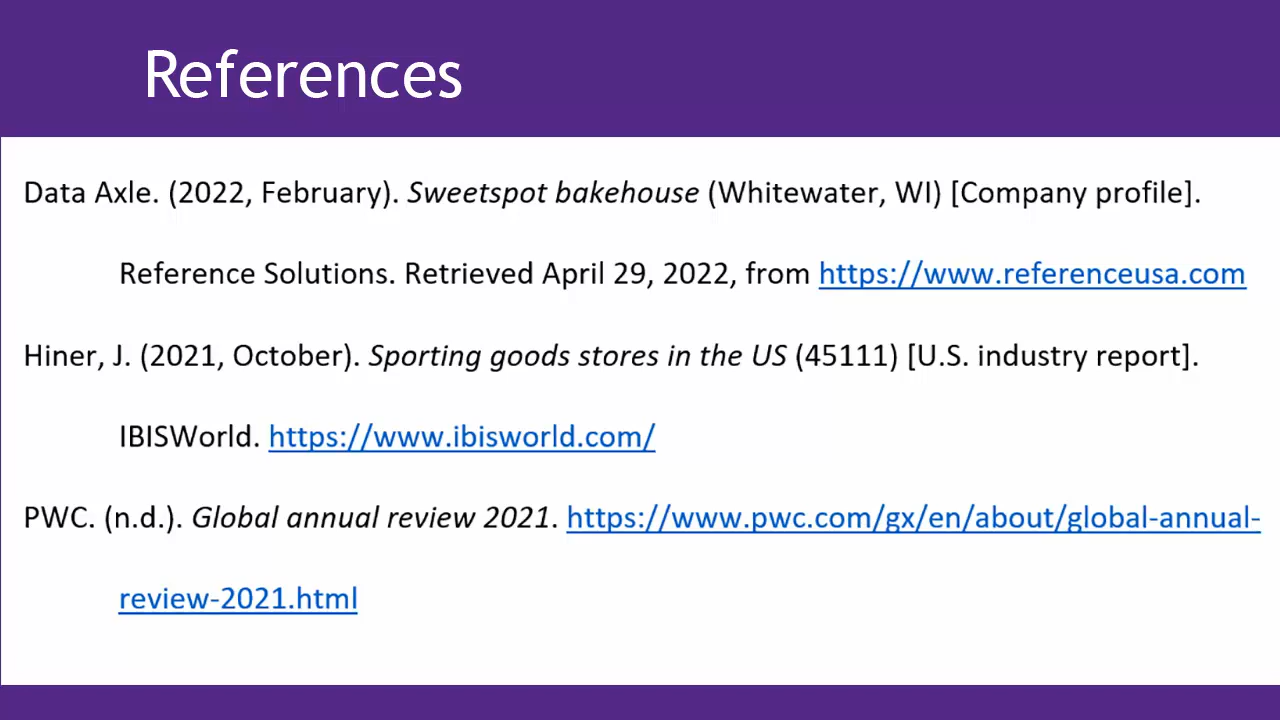 References
Data Axle. (2022, February). Sweetspot bakehouse (Whitewater, WI) [Company profile].
Reference Solutions. Retrieved April 29, 2022, from https://www.referenceusa.com
Hiner, J. (2021, October). Sporting goods stores in the US (45111) [U.S. industry report].
IBISWorld. https://www.ibisworld.com/
PWC. (n.d.). Global annual review 2021. https://www.pwc.com/gx/en/about/global-annual-
review-2021.html